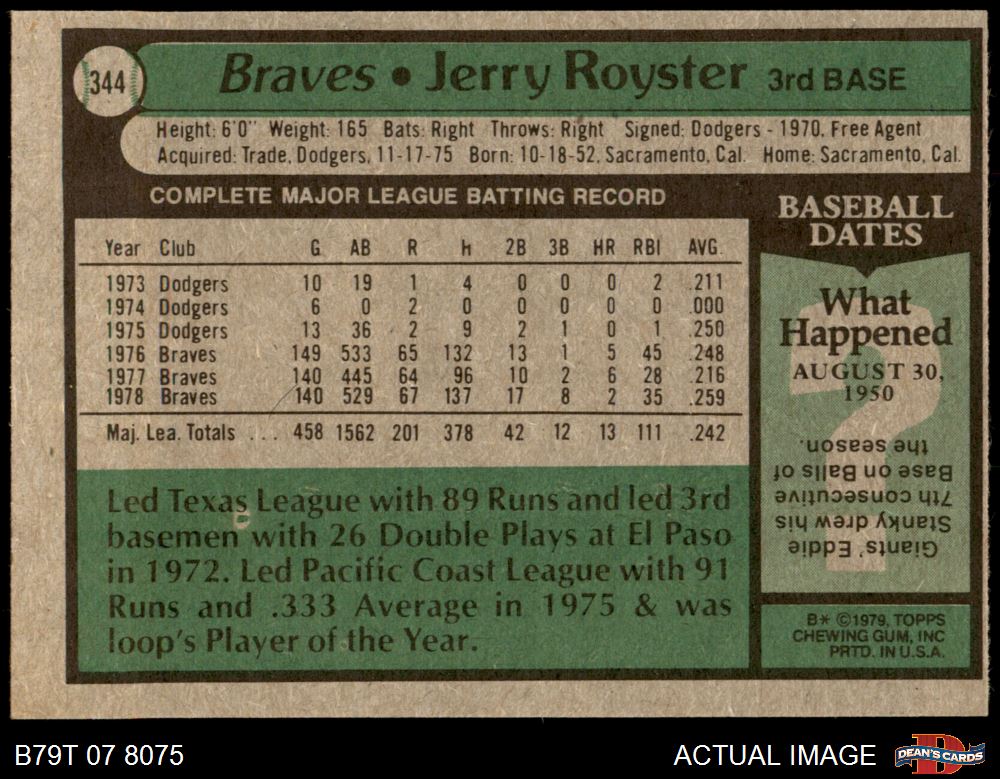 344
Braves • Jerry Royster 3rd BASE
Height: 6'0" Weight: 165 Bats: Right Throws: Right Signed: Dodgers - 1970, Free Agent
Acquired: Trade, Dodgers, 11-17-75 Born: 10-18-52, Sacramento, Cal. Home: Sacramento, Cal.
COMPLETE MAJOR LEAGUE BATTING RECORD
Year Club G AB R H 2B 3B HR RBI AVG.
1973 Dodgers 10 19 1 4 0 0 0 2 .211
1974 Dodgers 6 0 2 0 0 0 0 0 .000
1975 Dodgers 13 36 2 9 2 1 0 1 .250
1976 Braves 149 533 65 132 13 1 5 45 .248
1977 Braves 140 445 64 96 10 2 6 28 .216
1978 Braves 140 529 67 137 17 8 2 35 .259
Maj. Lea. Totals ... 458 1562 201 378 42 12 13 111 .242
Led Texas League with 89 Runs and led 3rd
basemen with 26 Double Plays at El Paso
in 1972. Led Pacific Coast League with 91
Runs and .333 Average in 1975 & was
loop's Player of the Year.
BASEBALL
DATES
What
Happened
AUGUST 30,
1950
?
Giants' Eddie
Stanky drew his
7th consecutive
Base on Balls of
the season.
B* ©1979, TOPPS
CHEWING GUM, INC
PRTD. IN U.S.A.
B79T 07 8075
ACTUAL IMAGE
DEAN'S CARDS